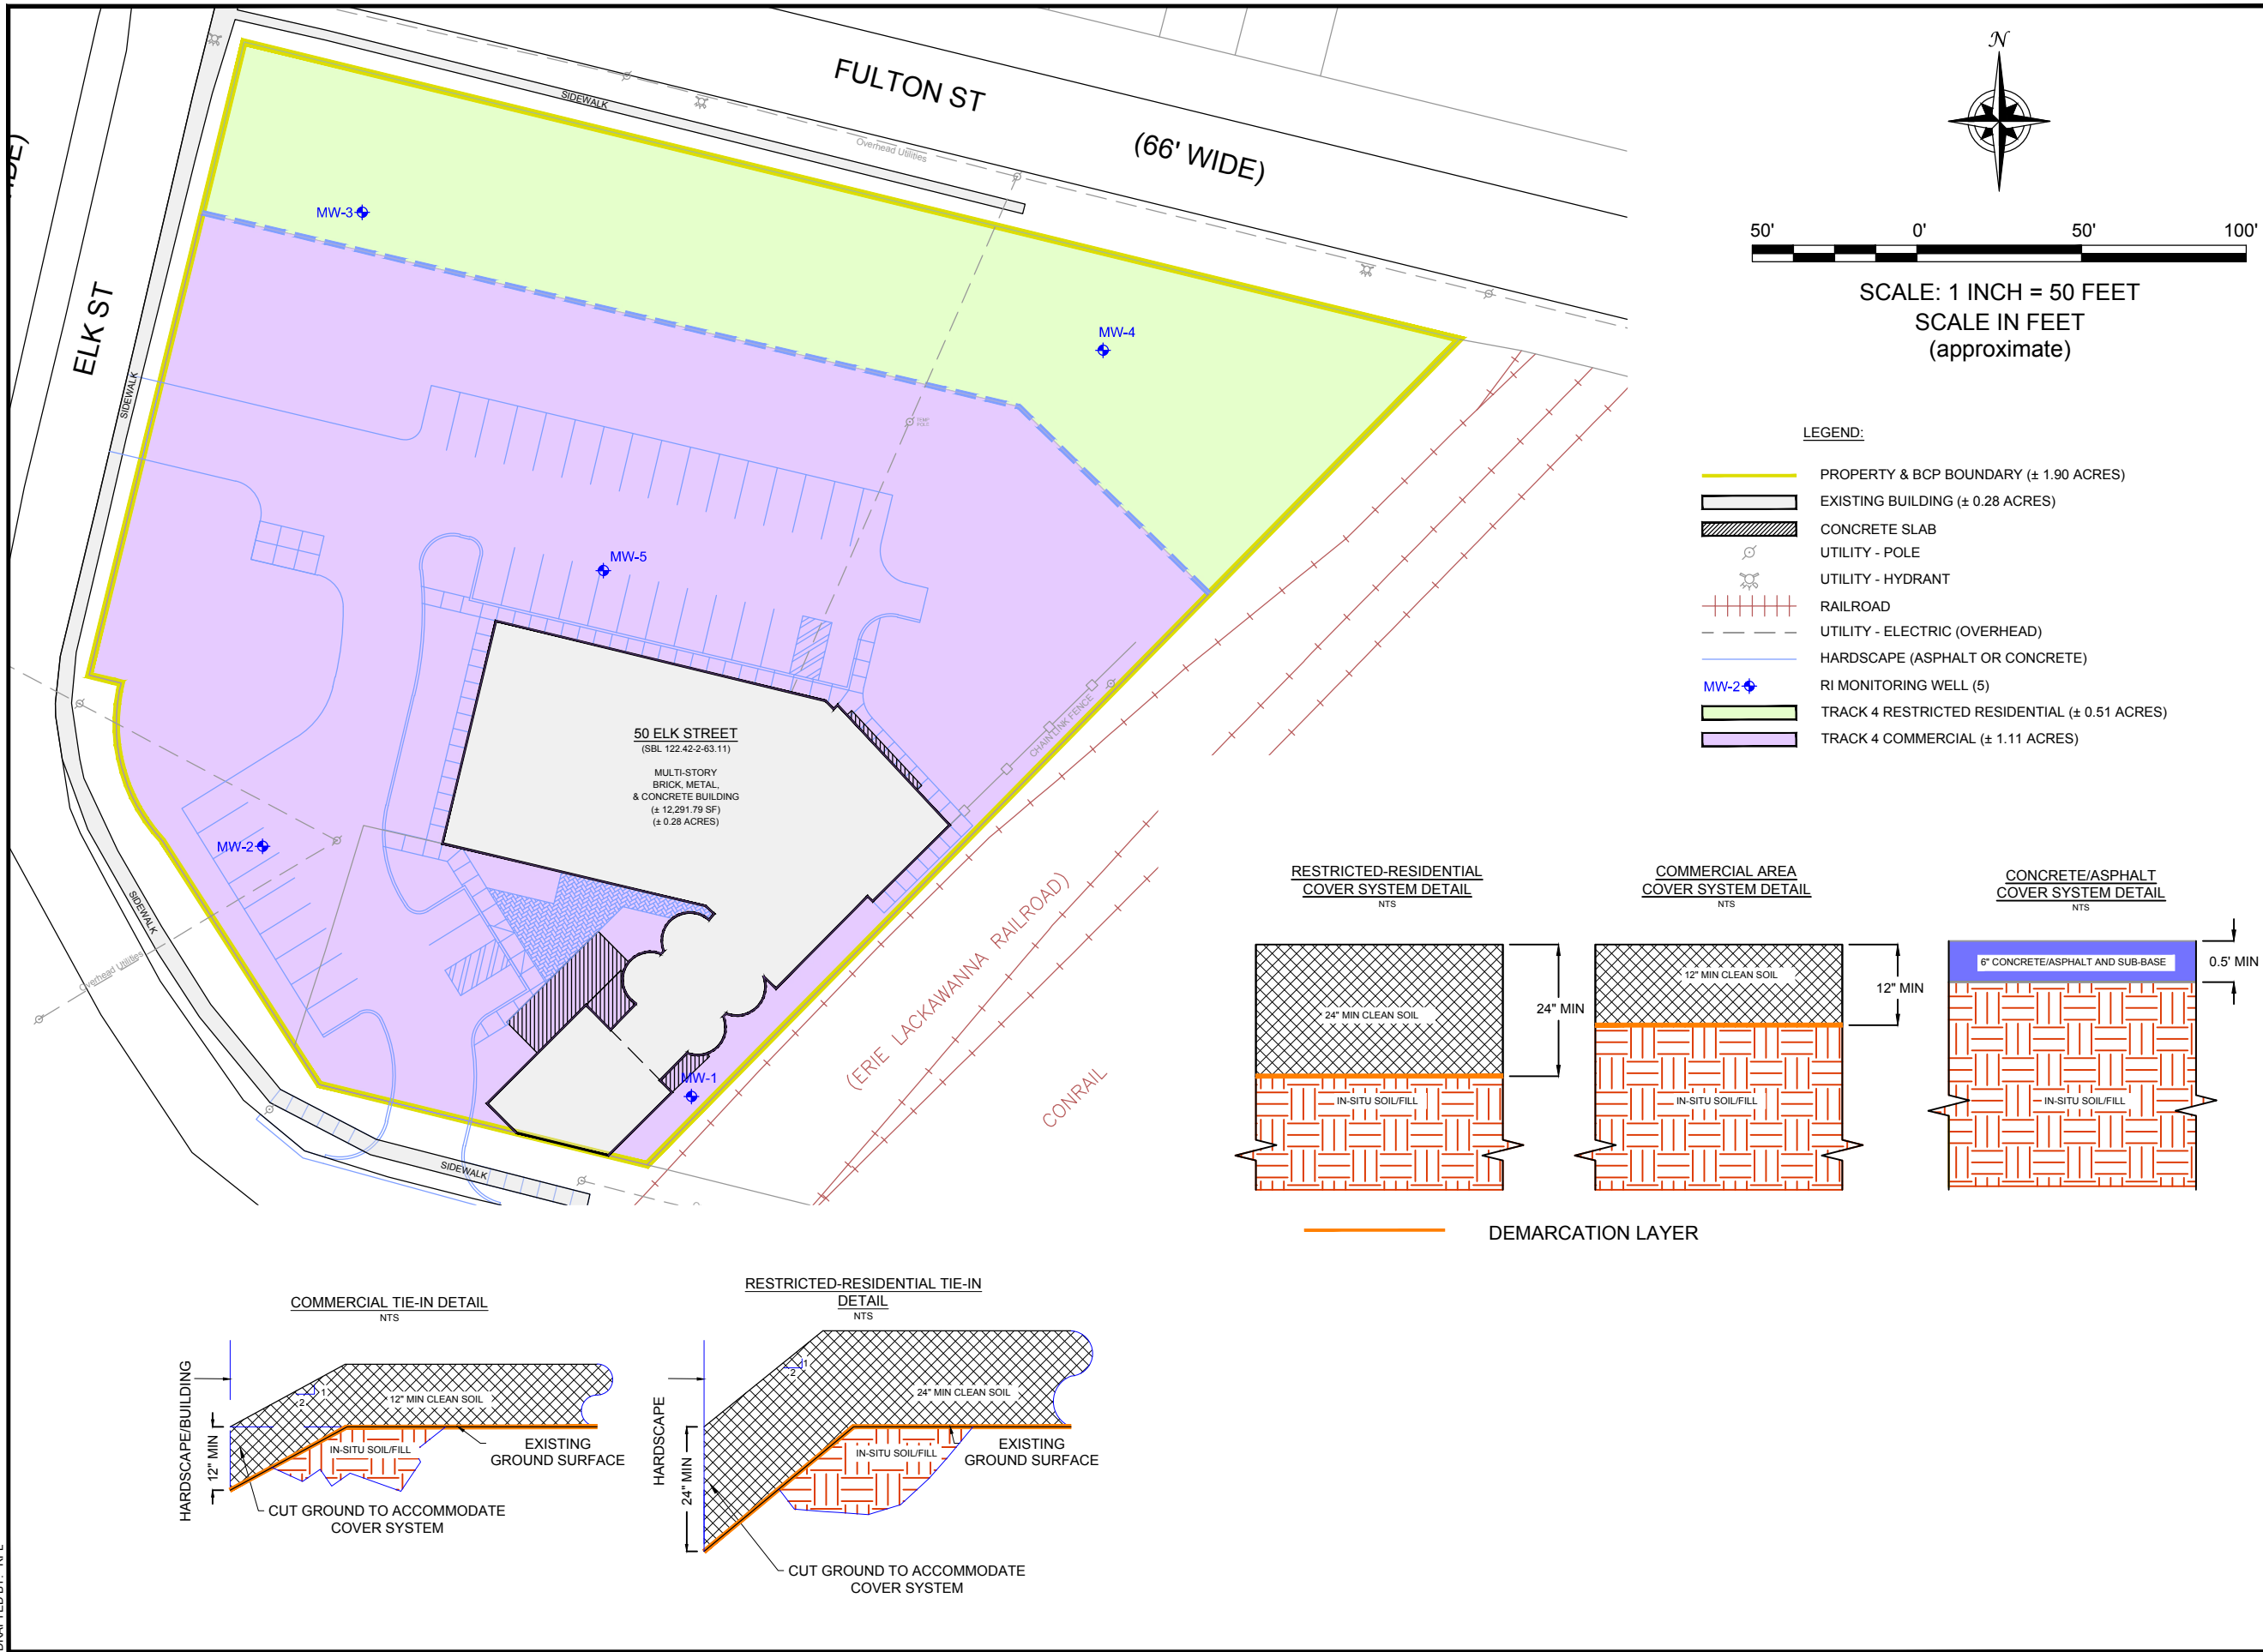 FULTON ST
(66' WIDE)
SIDEWALK
Overhead Utilities
ELK ST
SIDEWALK
MW-3
MW-4
MW-5
MW-2
MW-1
50 ELK STREET
(SBL 122.42-2-63.11)
MULTI-STORY
BRICK, METAL,
& CONCRETE BUILDING
(± 12,291.79 SF)
(± 0.28 ACRES)
CHAIN LINK FENCE
SIDEWALK
Overhead Utilities
SIDEWALK
(ERIE LACKAWANNA RAILROAD)
CONRAIL
N
50'
0'
50'
100'
SCALE: 1 INCH = 50 FEET
SCALE IN FEET
(approximate)
LEGEND:
PROPERTY & BCP BOUNDARY (± 1.90 ACRES)
EXISTING BUILDING (± 0.28 ACRES)
CONCRETE SLAB
UTILITY - POLE
UTILITY - HYDRANT
RAILROAD
UTILITY - ELECTRIC (OVERHEAD)
HARDSCAPE (ASPHALT OR CONCRETE)
MW-2 RI MONITORING WELL (5)
TRACK 4 RESTRICTED RESIDENTIAL (± 0.51 ACRES)
TRACK 4 COMMERCIAL (± 1.11 ACRES)
RESTRICTED-RESIDENTIAL
COVER SYSTEM DETAIL
NTS
24" MIN CLEAN SOIL
24" MIN
IN-SITU SOIL/FILL
COMMERCIAL AREA
COVER SYSTEM DETAIL
NTS
12" MIN CLEAN SOIL
12" MIN
IN-SITU SOIL/FILL
CONCRETE/ASPHALT
COVER SYSTEM DETAIL
NTS
6" CONCRETE/ASPHALT AND SUB-BASE
0.5' MIN
IN-SITU SOIL/FILL
DEMARCATION LAYER
COMMERCIAL TIE-IN DETAIL
NTS
HARDSCAPE/BUILDING
12" MIN
1
2
12" MIN CLEAN SOIL
IN-SITU SOIL/FILL
EXISTING
GROUND SURFACE
CUT GROUND TO ACCOMMODATE
COVER SYSTEM
RESTRICTED-RESIDENTIAL TIE-IN
DETAIL
NTS
HARDSCAPE
24" MIN
1
2
24" MIN CLEAN SOIL
IN-SITU SOIL/FILL
EXISTING
GROUND SURFACE
CUT GROUND TO ACCOMMODATE
COVER SYSTEM